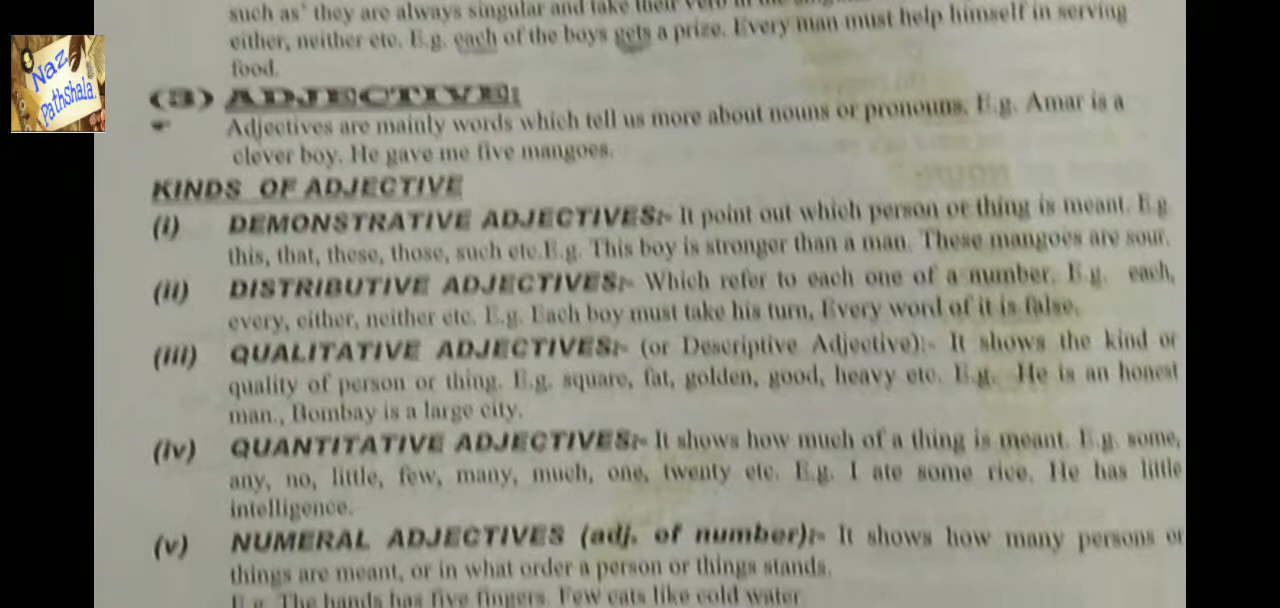 such as' they are always singular and take their verb in the
either, neither etc. E.g. each of the boys gets a prize. Every man must help himself in serving
food.
(3) ADJECTIVE:
Adjectives are mainly words which tell us more about nouns or pronouns. E.g. Amar is a
clever boy. He gave me five mangoes.
KINDS OF ADJECTIVE
(i) DEMONSTRATIVE ADJECTIVES:- It point out which person or thing is meant. E.g
this, that, these, those, such etc.E.g. This boy is stronger than a man. These mangoes are sour.
(ii) DISTRIBUTIVE ADJECTIVES:- Which refer to each one of a number. E.g. each,
every, either, neither etc. E.g. Each boy must take his turn, Every word of it is false.
(iii) QUALITATIVE ADJECTIVES:- (or Descriptive Adjective):- It shows the kind or
quality of person or thing. E.g. square, fat, golden, good, heavy etc. E.g. He is an honest
man., Bombay is a large city.
(iv) QUANTITATIVE ADJECTIVES:- It shows how much of a thing is meant. E.g. some,
any, no, little, few, many, much, one, twenty etc. E.g. I ate some rice. He has little
intelligence.
(v) NUMERAL ADJECTIVES (adj. of number):- It shows how many persons or
things are meant, or in what order a person or things stands.
E.g. The hands has five fingers. Few cats like cold water
Naz
Pathshala.